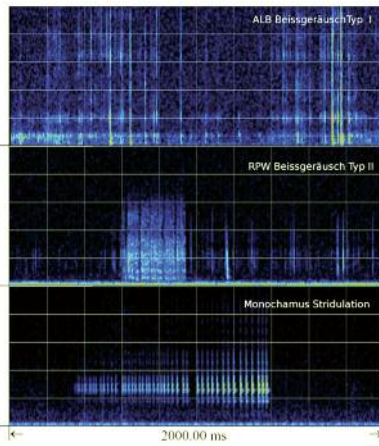 ALB BeissgeräuschTyp I
RPW Beissgeräusch Typ II
Monochamus Stridulation
2000.00 ms